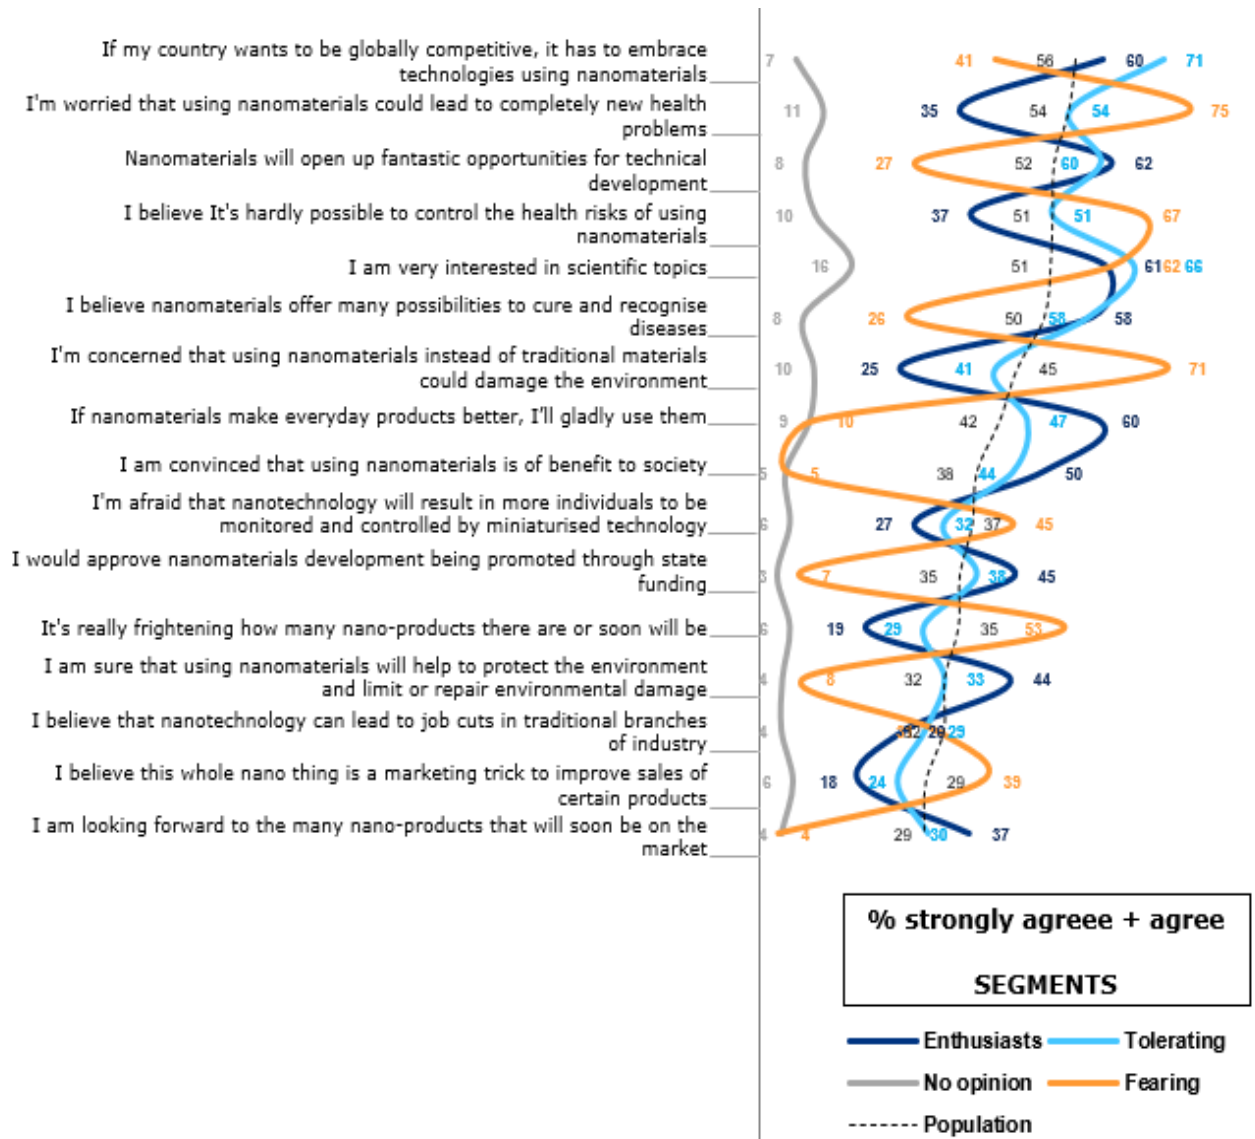 If my country wants to be globally competitive, it has to embrace
technologies using nanomaterials
7 41 56 60 71
I'm worried that using nanomaterials could lead to completely new health
problems
11 35 54 54 75
Nanomaterials will open up fantastic opportunities for technical
development
8 27 52 60 62
I believe It's hardly possible to control the health risks of using
nanomaterials
10 37 51 51 67
I am very interested in scientific topics
16 51 61 62 66
I believe nanomaterials offer many possibilities to cure and recognise
diseases
8 26 50 58 58
I'm concerned that using nanomaterials instead of traditional materials
could damage the environment
10 25 41 45 71
If nanomaterials make everyday products better, I'll gladly use them
9 10 42 47 60
I am convinced that using nanomaterials is of benefit to society
5 5 38 44 50
I'm afraid that nanotechnology will result in more individuals to be
monitored and controlled by miniaturised technology
6 27 32 37 45
I would approve nanomaterials development being promoted through state
funding
3 7 35 38 45
It's really frightening how many nano-products there are or soon will be
6 19 29 35 53
I am sure that using nanomaterials will help to protect the environment
and limit or repair environmental damage
4 8 32 33 44
I believe that nanotechnology can lead to job cuts in traditional branches
of industry
4 32 29
I believe this whole nano thing is a marketing trick to improve sales of
certain products
6 18 24 29 39
I am looking forward to the many nano-products that will soon be on the
market
4 4 29 30 37
% strongly agreee + agree
SEGMENTS
Enthusiasts Tolerating
No opinion Fearing
Population